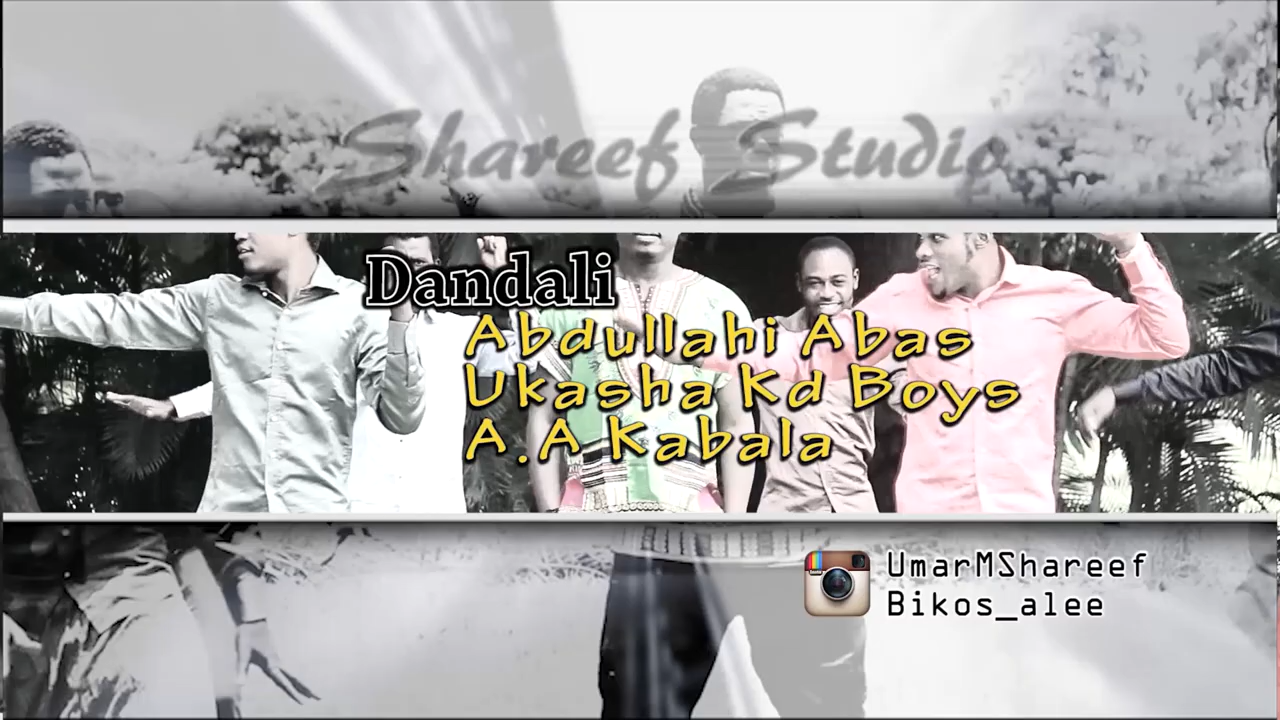 Shareef Studio
Dandali
Abdullahi Abas
Ukasha Kd Boys
A.A Kabala
UmarMShareef
Bikos_alee